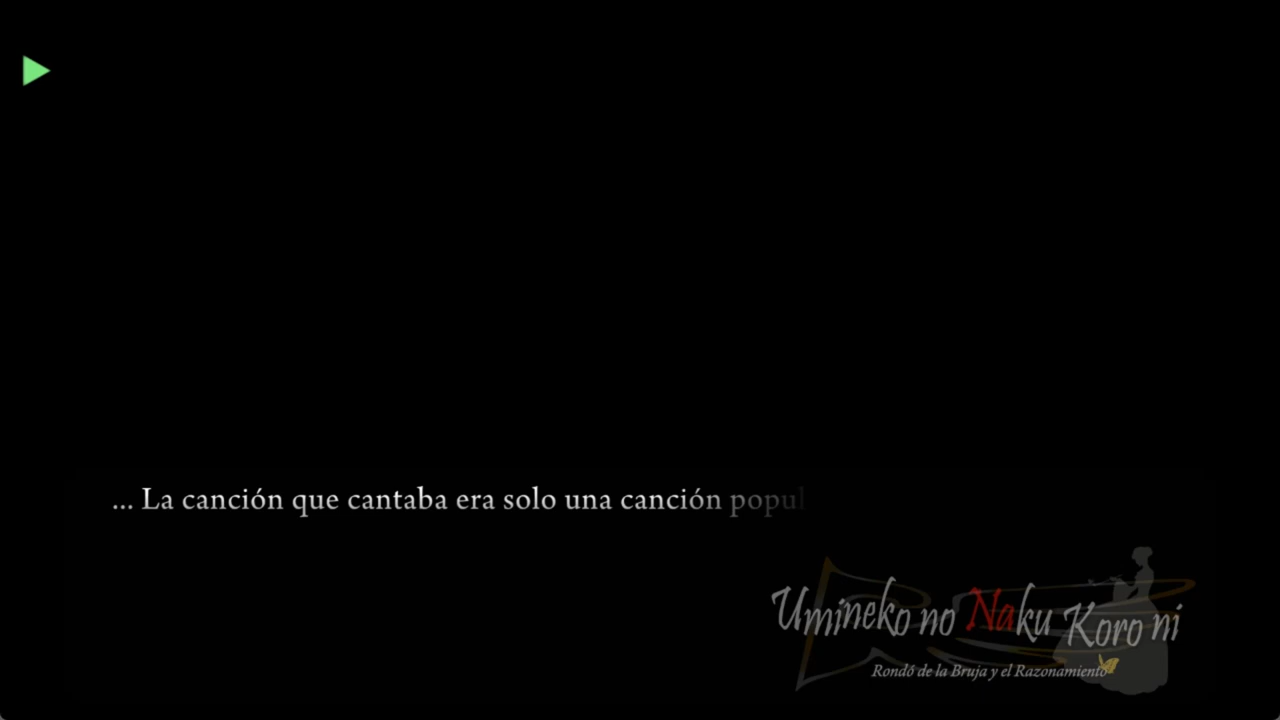 ... La canción que cantaba era solo una canción popul
Umineko no Naku Koro ni
Rondó de la Bruja y el Razonamiento